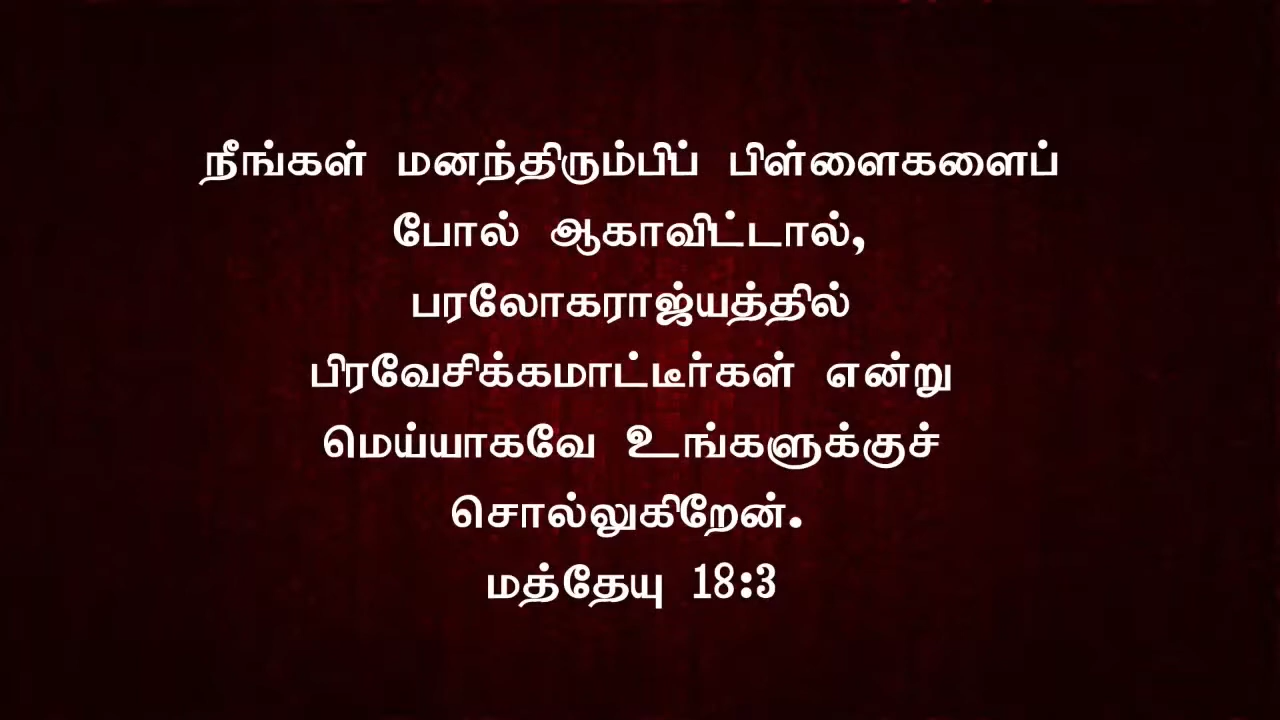 நீங்கள் மனந்திரும்பிப் பிள்ளைகளைப்
போல் ஆகாவிட்டால்,
பரலோகராஜ்யத்தில்
பிரவேசிக்கமாட்டீர்கள் என்று
மெய்யாகவே உங்களுக்குச்
சொல்லுகிறேன்.
மத்தேயு 18:3